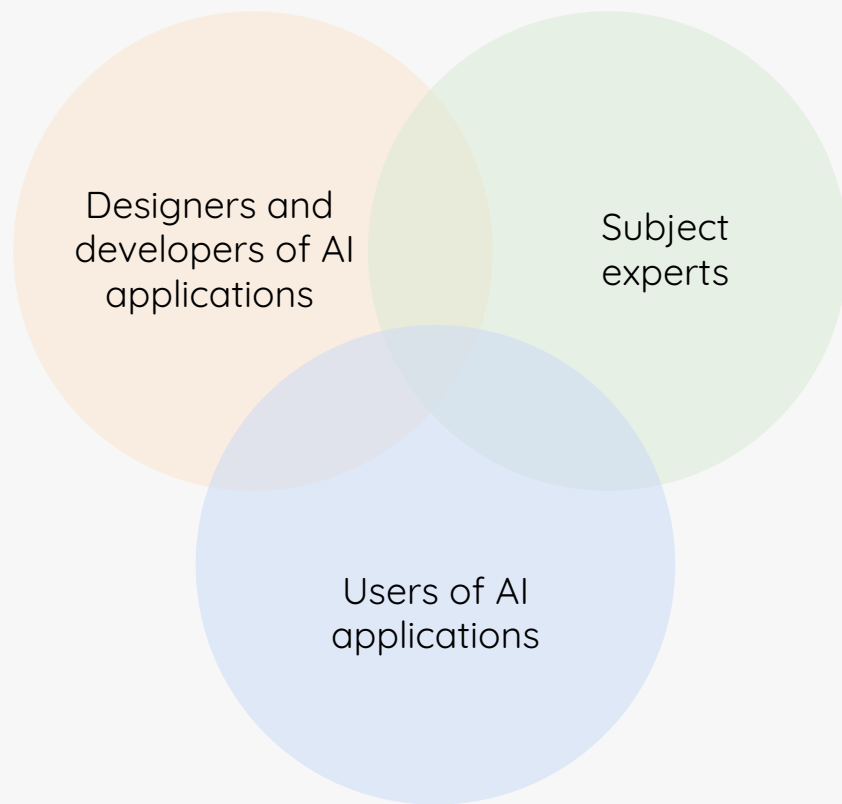 Designers and
developers of AI
applications
Subject
experts
Users of AI
applications